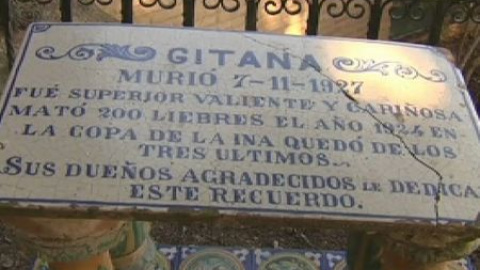 GITANA
MURIÓ 7-11-1927
FUÉ SUPERIOR VALIENTE Y CARIÑOSA
MATÓ 200 LIEBRES EL AÑO 1924 EN
LA COPA DE LA INA QUEDÓ DE LOS
TRES ULTIMOS
SUS DUEÑOS AGRADECIDOS LE DEDICA
ESTE RECUERDO.